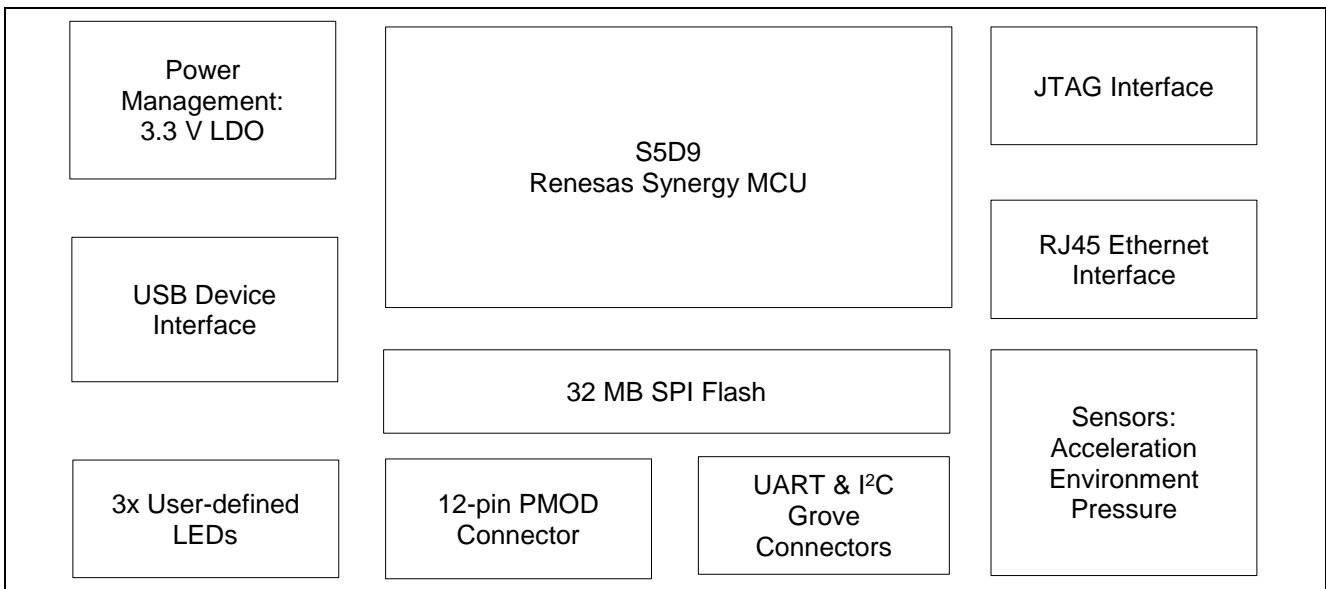 Power
Management:
3.3 V LDO
S5D9
Renesas Synergy MCU
JTAG Interface
USB Device
Interface
RJ45 Ethernet
Interface
32 MB SPI Flash
Sensors:
Acceleration
Environment
Pressure
3x User-defined
LEDs
12-pin PMOD
Connector
UART & I²C
Grove
Connectors